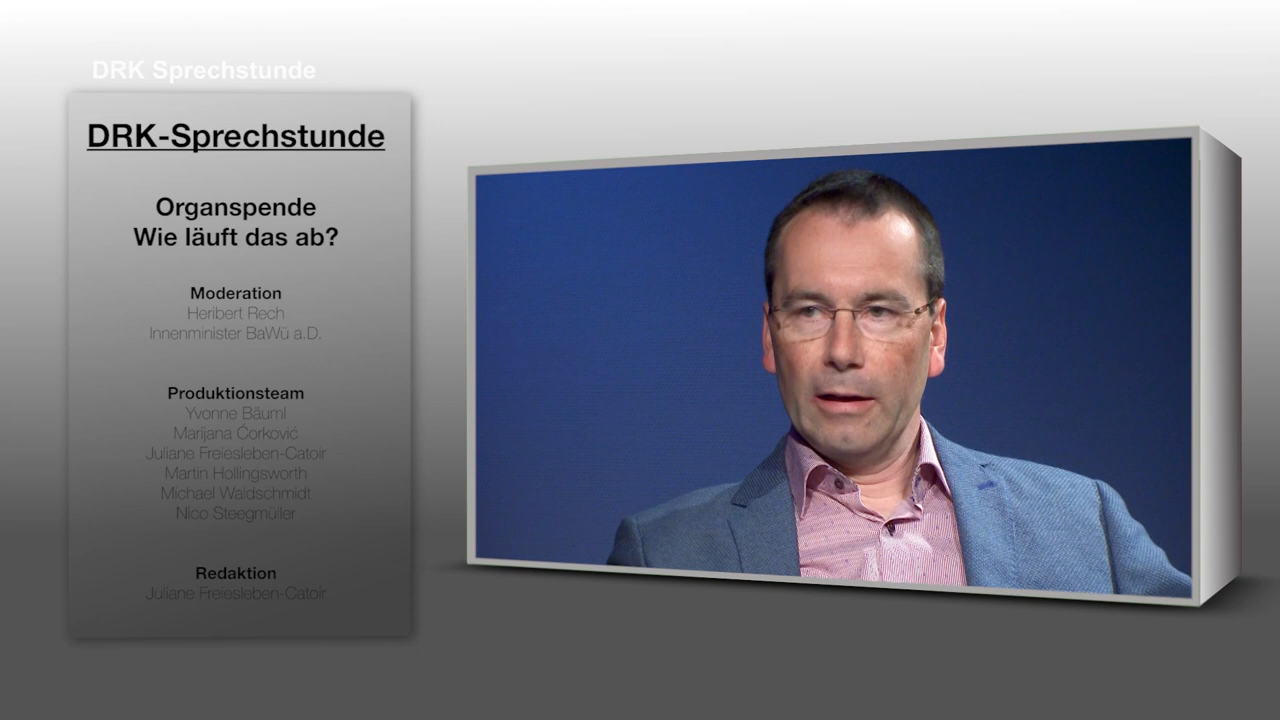 DRK Sprechstunde
DRK-Sprechstunde
Organspende
Wie läuft das ab?
Moderation
Heribert Rech
Innenminister BaWü a.D.
Produktionsteam
Yvonne Bäuml
Marijana Ćorković
Juliane Freiesleben-Catoir
Martin Hollingsworth
Michael Waldschmidt
Nico Steegmüller
Redaktion
Juliane Freiesleben-Catoir